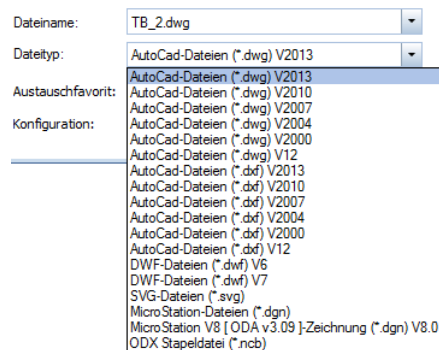 Dateiname: TB_2.dwg
Dateityp: AutoCad-Dateien (*.dwg) V2013
Austauschfavorit:
Konfiguration:
AutoCad-Dateien (*.dwg) V2013
AutoCad-Dateien (*.dwg) V2010
AutoCad-Dateien (*.dwg) V2007
AutoCad-Dateien (*.dwg) V2004
AutoCad-Dateien (*.dwg) V2000
AutoCad-Dateien (*.dwg) V12
AutoCad-Dateien (*.dxf) V2013
AutoCad-Dateien (*.dxf) V2010
AutoCad-Dateien (*.dxf) V2007
AutoCad-Dateien (*.dxf) V2004
AutoCad-Dateien (*.dxf) V2000
AutoCad-Dateien (*.dxf) V12
DWF-Dateien (*.dwf) V6
DWF-Dateien (*.dwf) V7
SVG-Dateien (*.svg)
MicroStation-Dateien (*.dgn)
MicroStation V8 [ ODA v3.09 ]-Zeichnung (*.dgn) V8.0
ODX Stapeldatei (*.ncb)